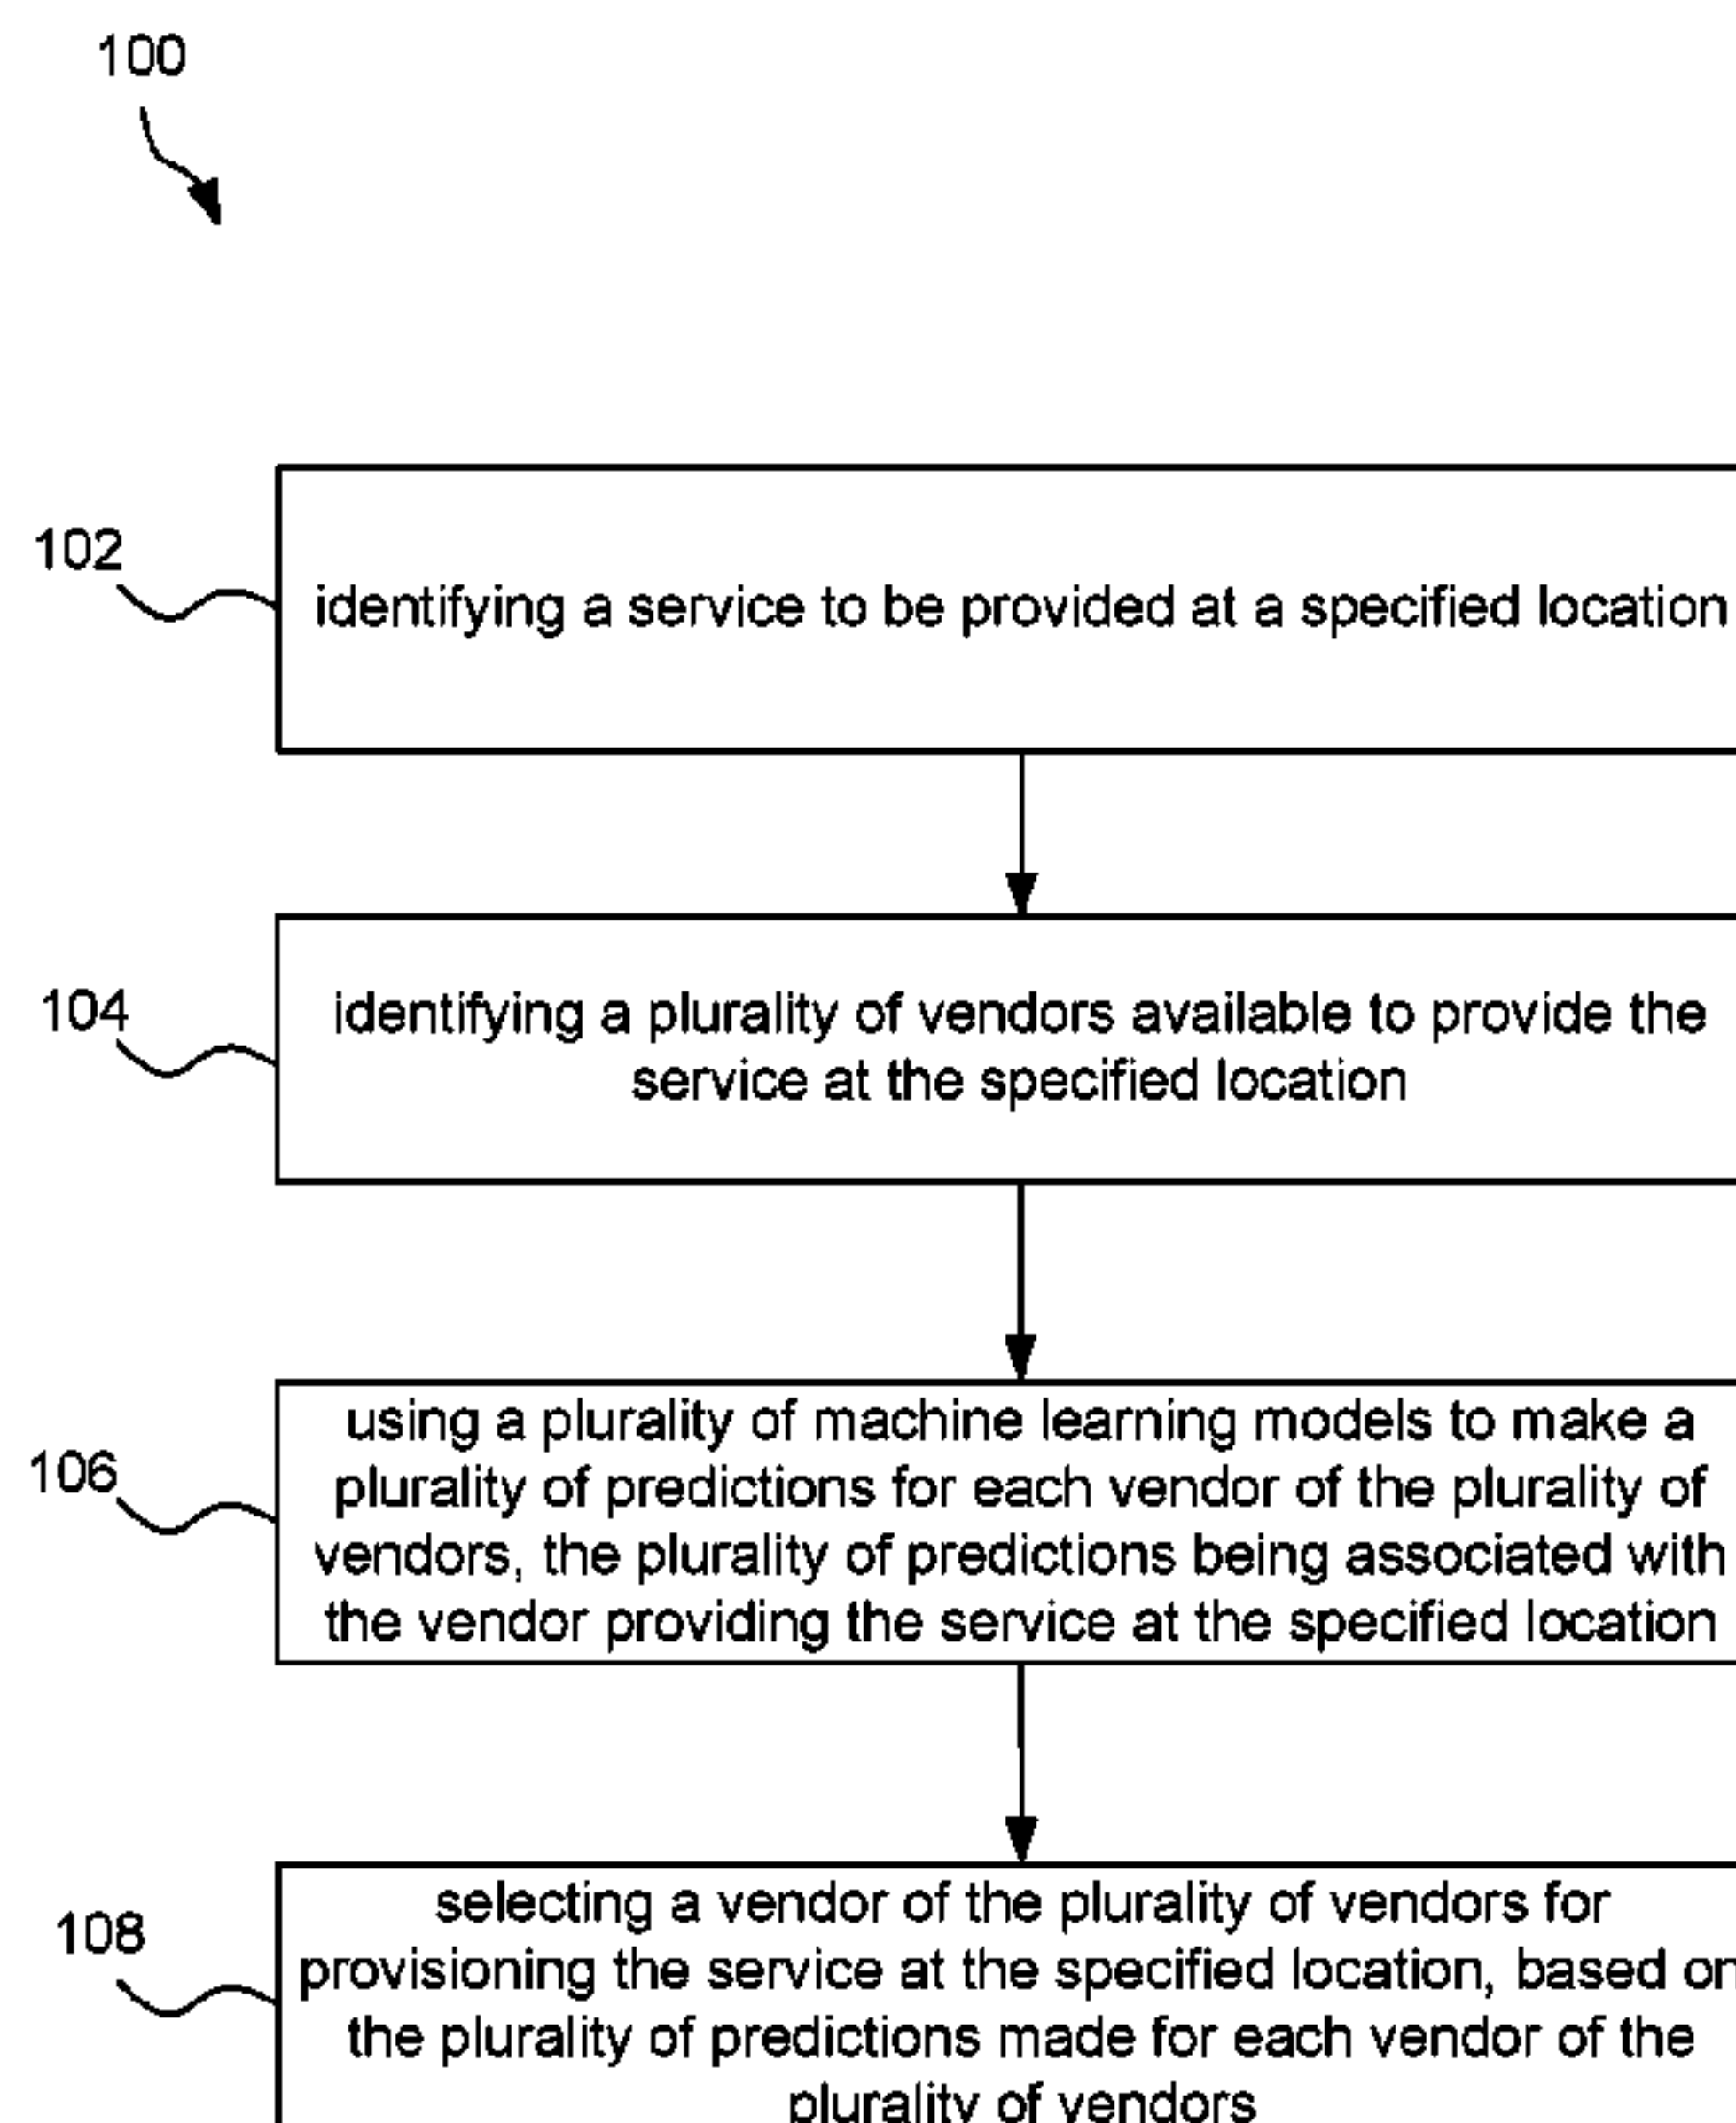 100
102
identifying a service to be provided at a specified location
104
identifying a plurality of vendors available to provide the
service at the specified location
106
using a plurality of machine learning models to make a
plurality of predictions for each vendor of the plurality of
vendors, the plurality of predictions being associated with
the vendor providing the service at the specified location
108
selecting a vendor of the plurality of vendors for
provisioning the service at the specified location, based on
the plurality of predictions made for each vendor of the
plurality of vendors